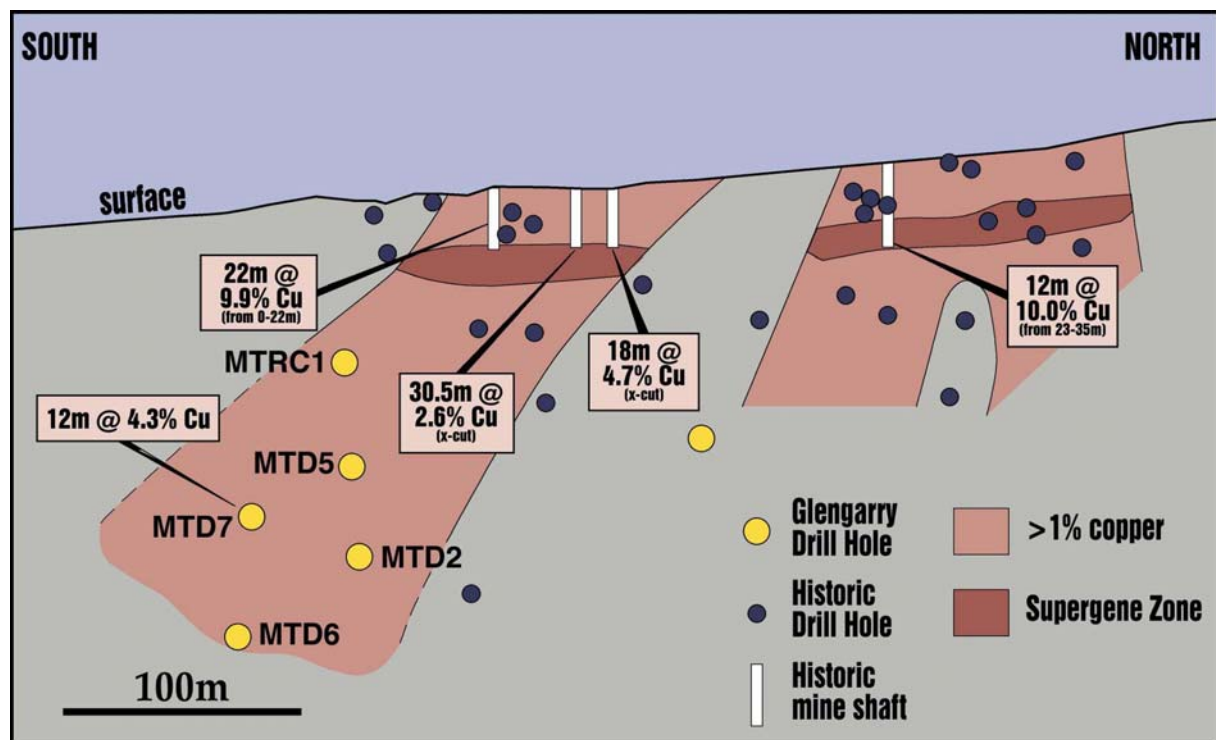 SOUTH
NORTH
surface
22m @
9.9% Cu
(from 0-22m)
12m @
10.0% Cu
(from 23-35m)
MTRC1
18m @
4.7% Cu
(x-cut)
30.5m @
2.6% Cu
(x-cut)
12m @ 4.3% Cu
MTD5
MTD7
MTD2
MTD6
100m
Glengarry
Drill Hole
Historic
Drill Hole
Historic
mine shaft
>1% copper
Supergene Zone